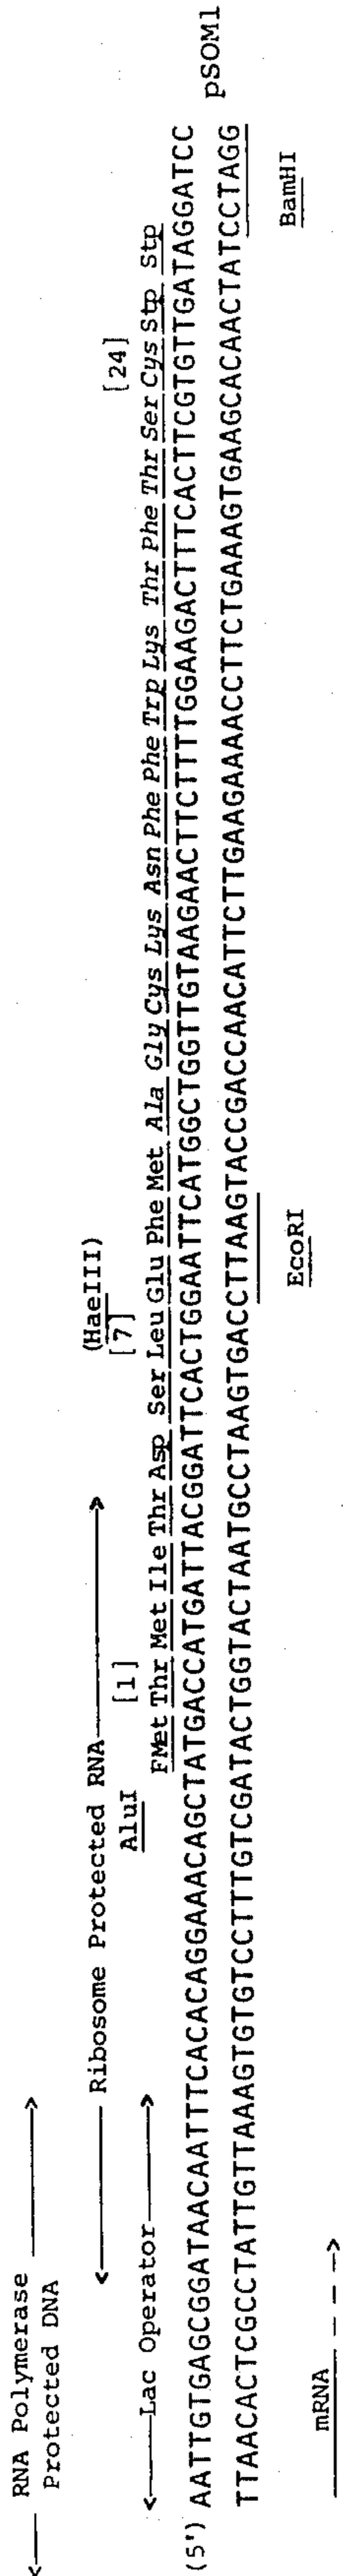 RNA Polymerase
Protected DNA
Ribosome Protected RNA
(HaeIII)
AluI [1] [7] [24]
Lac Operator FMet Thr Met Ile Thr Asp Ser Leu Glu Phe Met Ala Gly Cys Lys Asn Phe Phe Trp Lys Thr Phe Thr Ser Cys Stp Stp
(5') AATTGTGAGCGGATAACAATTTCACACAGGAAACAGCTATGACCATGATTACGGATTCACTGGAATTCATGGCTGGTTGTAAGAACTTCTTTTGGAAGACTTTCACTTCGTGTTGATAGGATCC
pSOM1
TTAACACTCGCCTATTGTTAAAGTGTGTCCTTTGTCGATACTGGTACTAATGCCTAAGTGACCTTAAGTACCGACCAACATTCTTGAAGAAAACCTTCTGAAAGTGAAGCACAACTATCCTAGG
EcoRI BamHI
mRNA